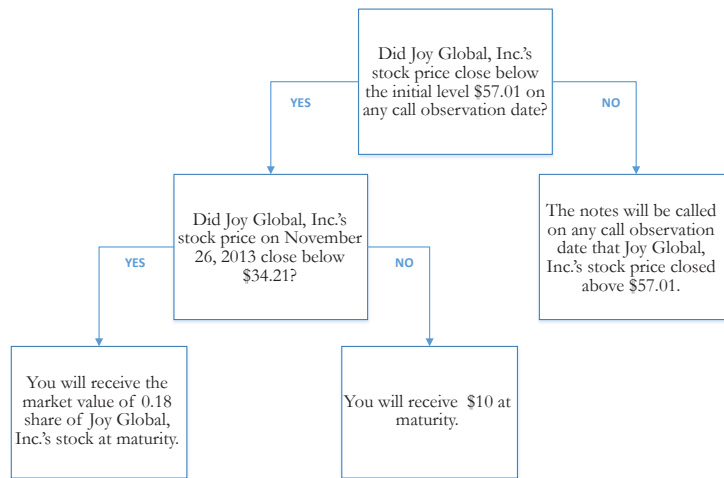 Did Joy Global, Inc.'s
stock price close below
the initial level $57.01 on
any call observation date?
YES
NO
Did Joy Global, Inc.'s
stock price on November
26, 2013 close below
$34.21?
The notes will be called
on any call observation
date that Joy Global,
Inc.'s stock price closed
above $57.01.
YES
NO
You will receive the
market value of 0.18
share of Joy Global,
Inc.'s stock at maturity.
You will receive $10 at
maturity.